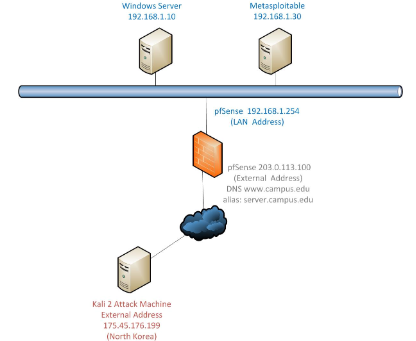 Windows Server
192.168.1.10
Metasploitable
192.168.1.30
pfSense 192.168.1.254
(LAN Address)
pfSense 203.0.113.100
(External Address)
DNS www.campus.edu
alias: server.campus.edu
Kali 2 Attack Machine
External Address
175.45.176.199
(North Korea)